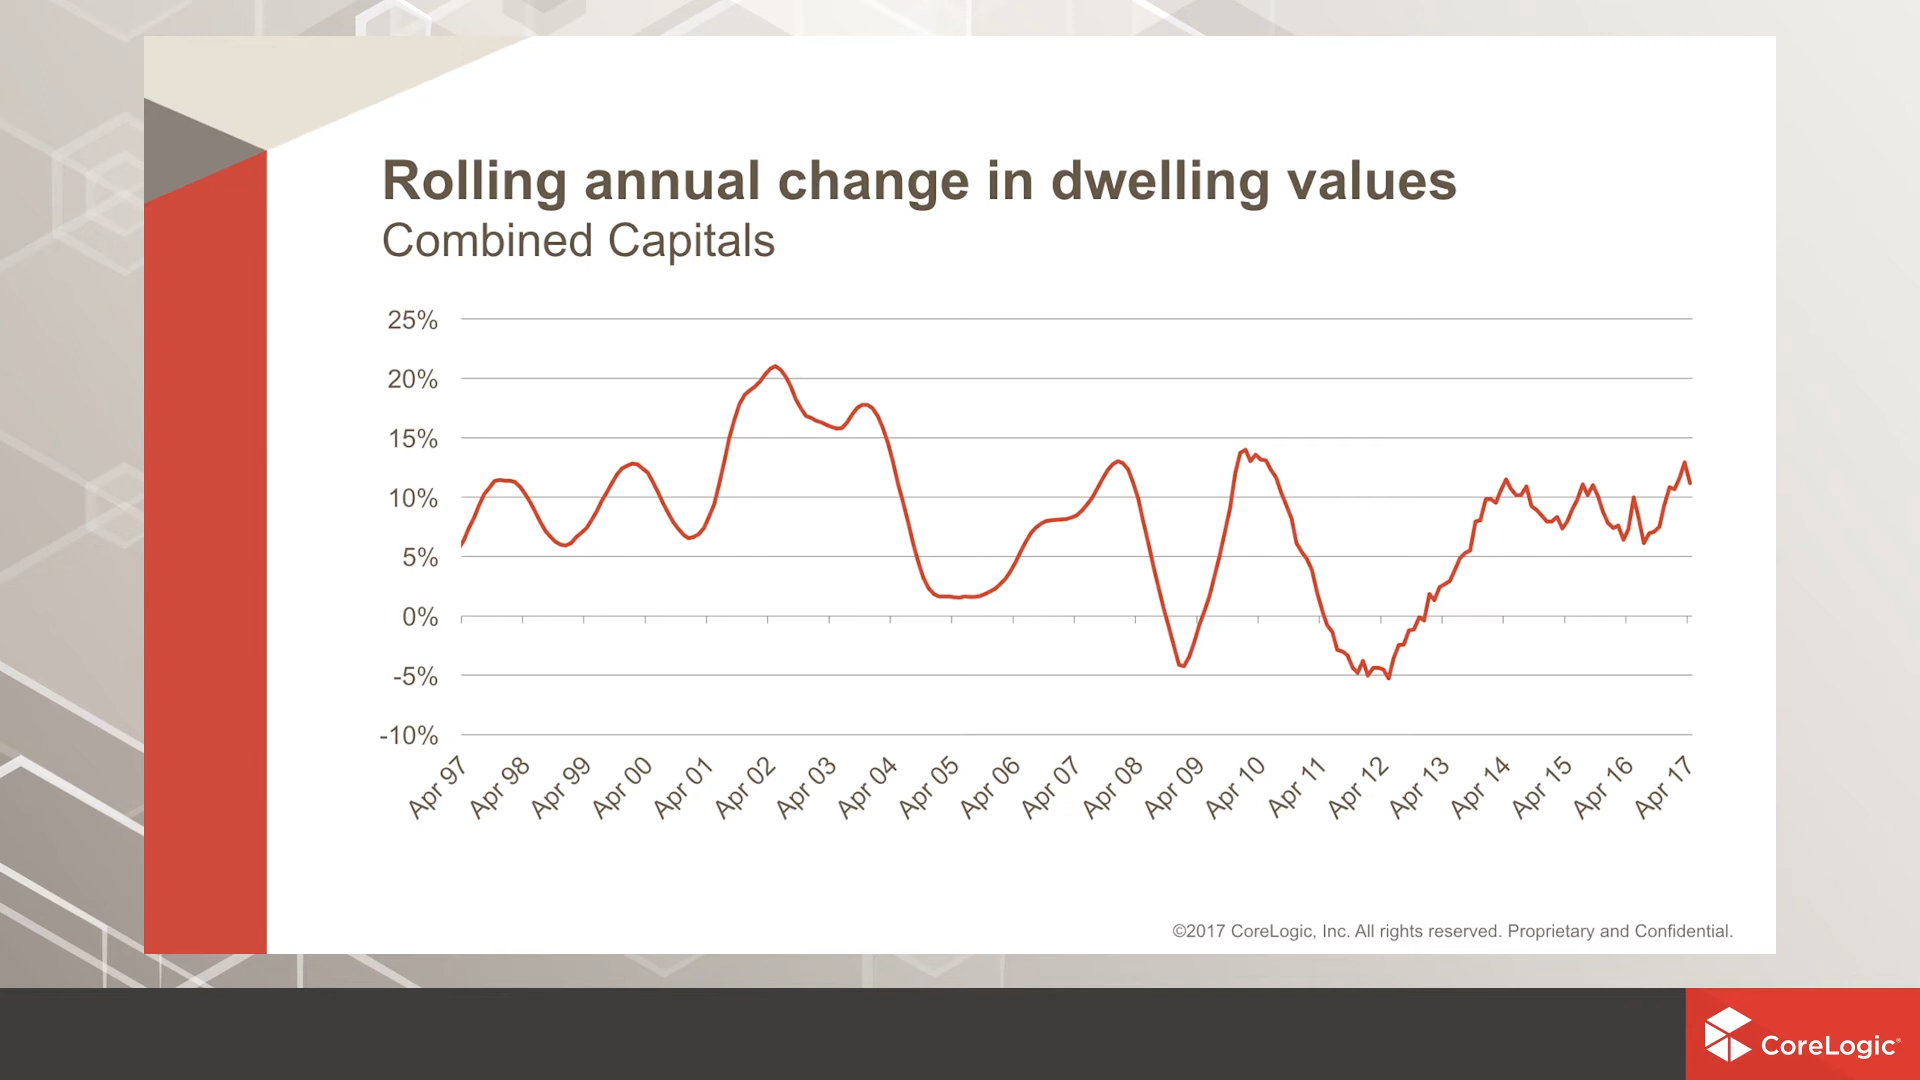 Rolling annual change in dwelling values
Combined Capitals
25%
20%
15%
10%
5%
0%
-5%
-10%
Apr 97
Apr 98
Apr 99
Apr 00
Apr 01
Apr 02
Apr 03
Apr 04
Apr 05
Apr 06
Apr 07
Apr 08
Apr 09
Apr 10
Apr 11
Apr 12
Apr 13
Apr 14
Apr 15
Apr 16
Apr 17
©2017 CoreLogic, Inc. All rights reserved. Proprietary and Confidential.
CoreLogic